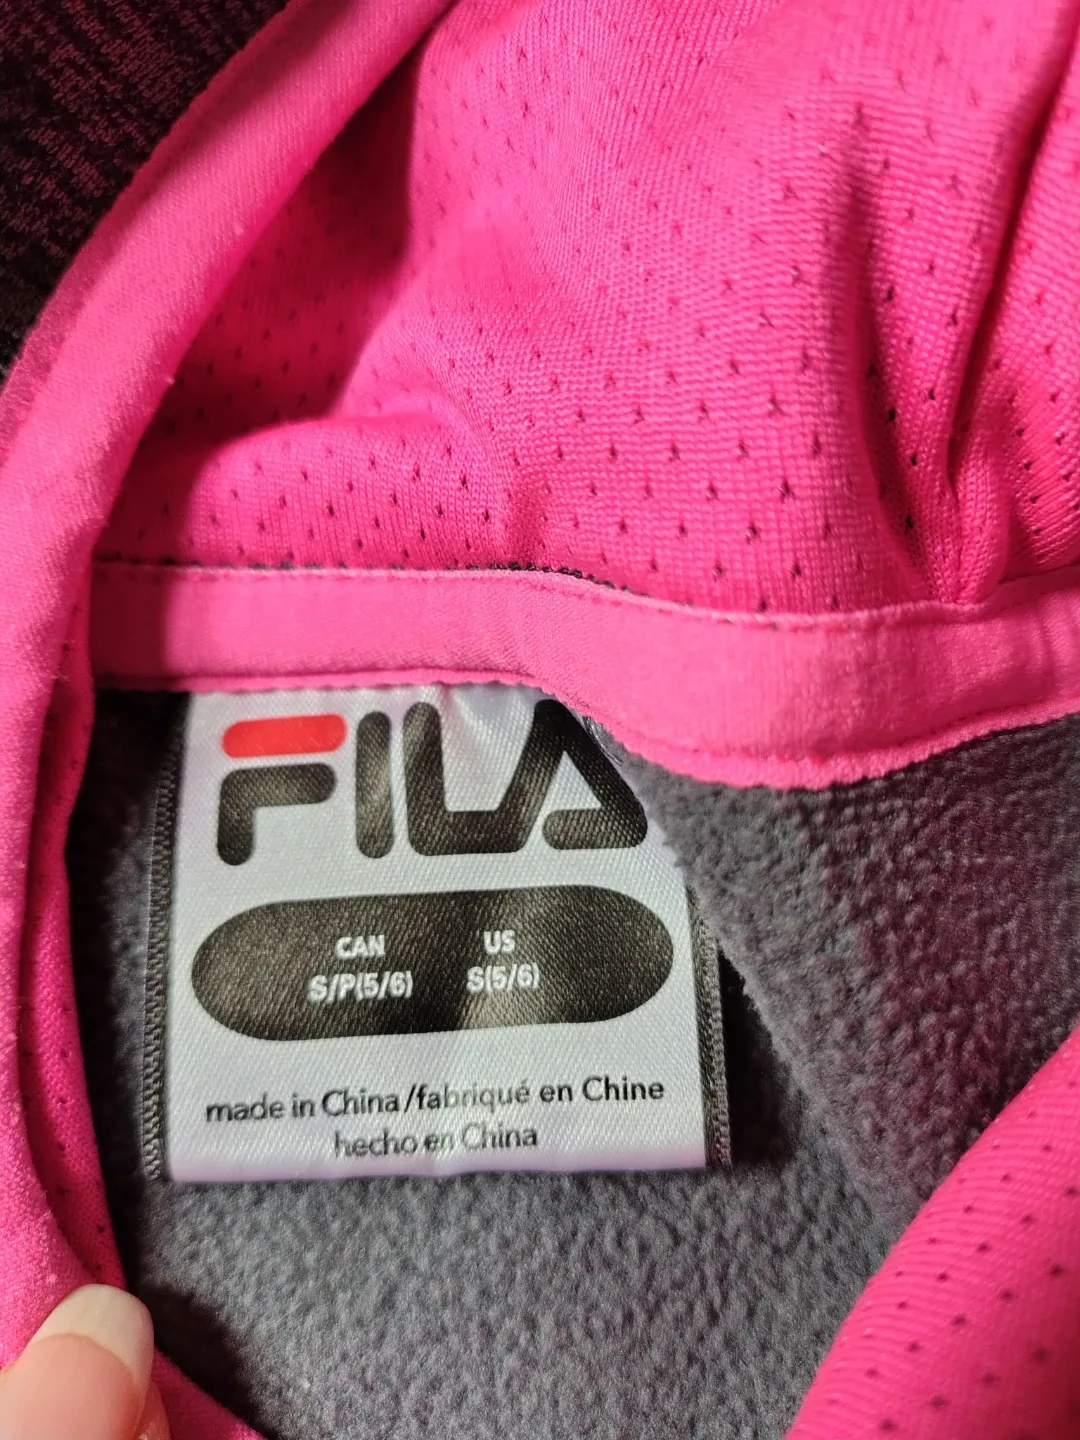 FILA
CAN US
S/P(5/6) S(5/6)
made in China/fabriqué en Chine
hecho en China